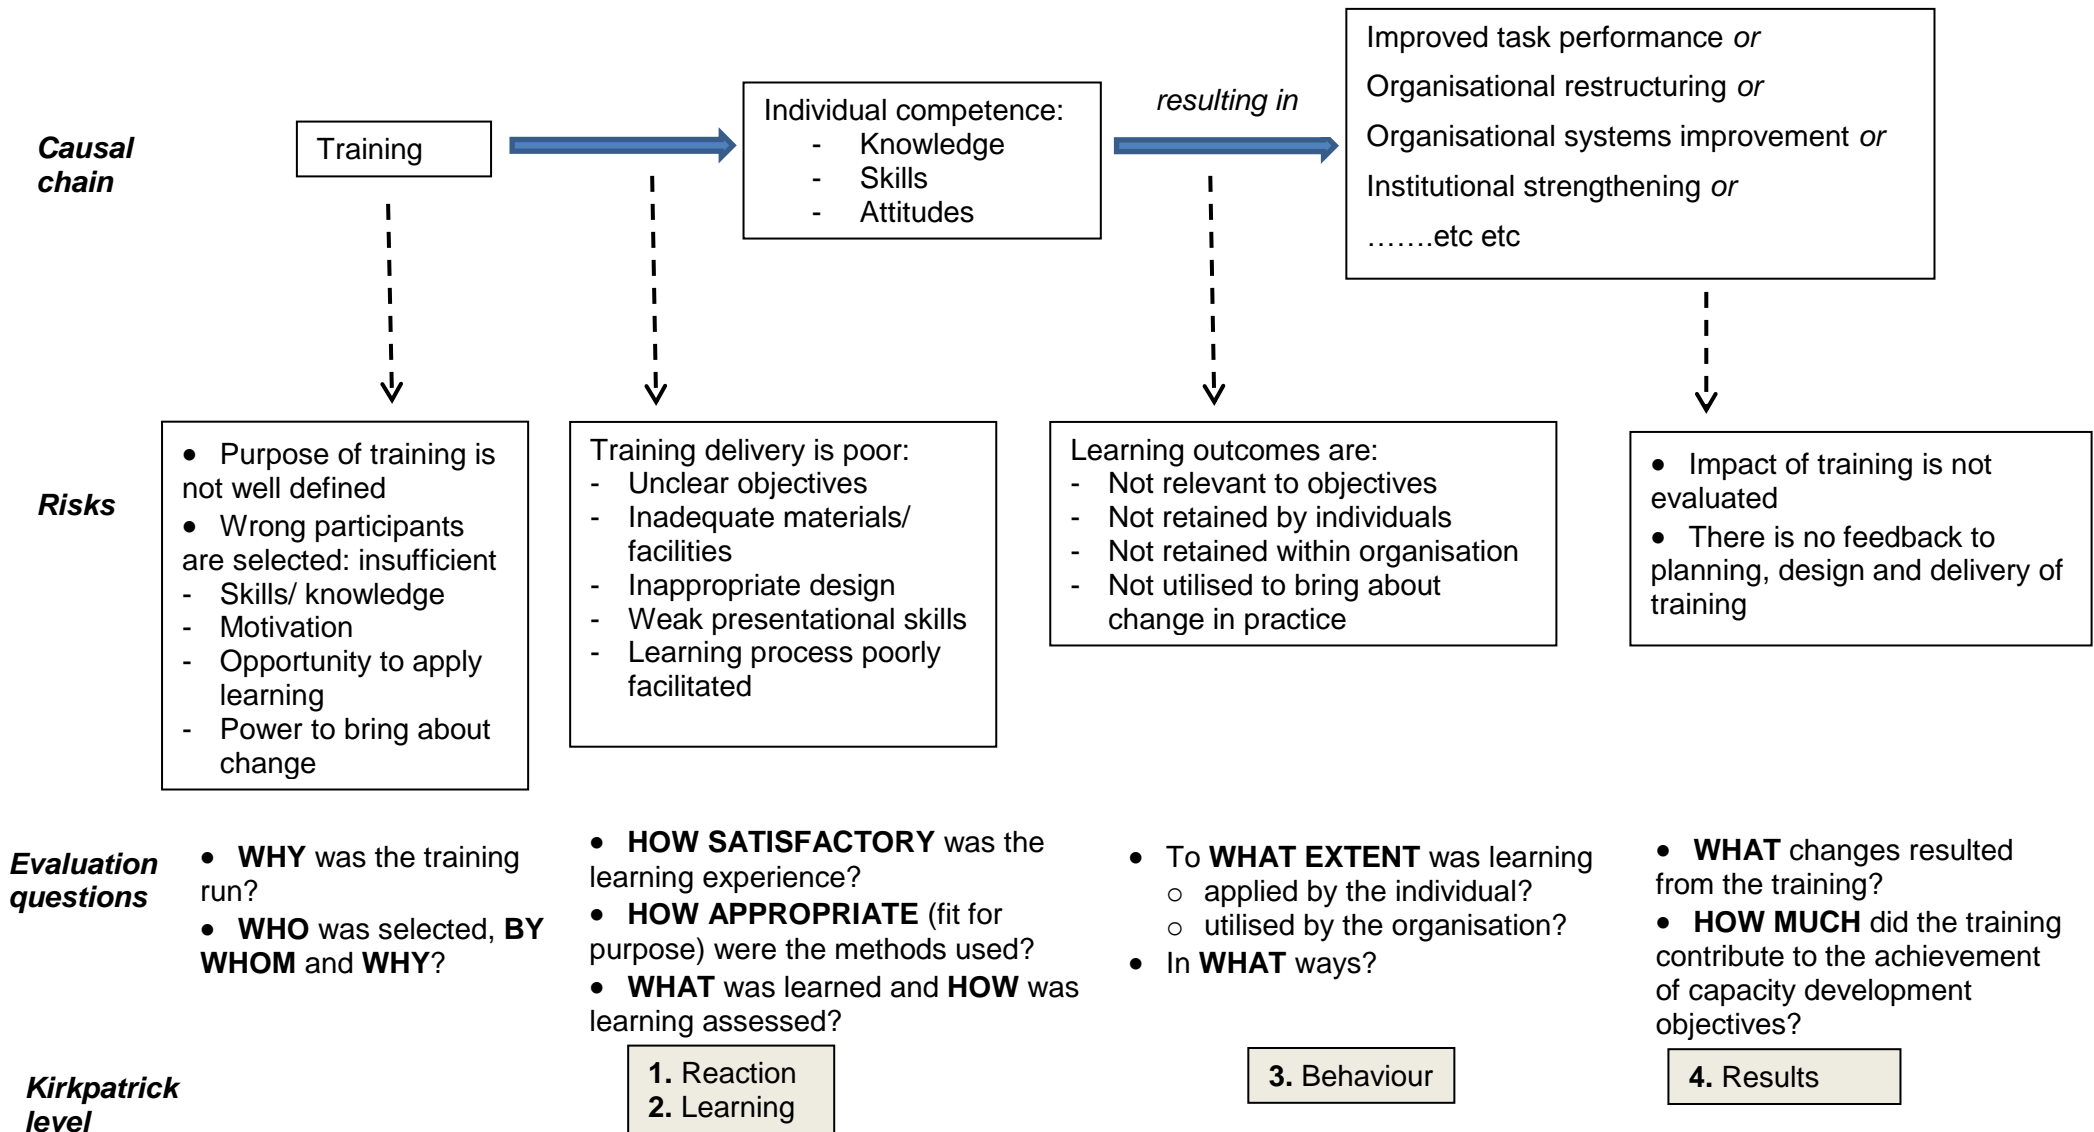 Causal
chain
Training
Individual competence:
- Knowledge
- Skills
- Attitudes
resulting in
Improved task performance or
Organisational restructuring or
Organisational systems improvement or
Institutional strengthening or
…….etc etc
Risks
• Purpose of training is
not well defined
• Wrong participants
are selected: insufficient
- Skills/ knowledge
- Motivation
- Opportunity to apply
learning
- Power to bring about
change
Training delivery is poor:
- Unclear objectives
- Inadequate materials/
facilities
- Inappropriate design
- Weak presentational skills
- Learning process poorly
facilitated
Learning outcomes are:
- Not relevant to objectives
- Not retained by individuals
- Not retained within organisation
- Not utilised to bring about
change in practice
• Impact of training is not
evaluated
• There is no feedback to
planning, design and delivery of
training
Evaluation
questions
• WHY was the training
run?
• WHO was selected, BY
WHOM and WHY?
• HOW SATISFACTORY was the
learning experience?
• HOW APPROPRIATE (fit for
purpose) were the methods used?
• WHAT was learned and HOW was
learning assessed?
• To WHAT EXTENT was learning
o applied by the individual?
o utilised by the organisation?
• In WHAT ways?
• WHAT changes resulted
from the training?
• HOW MUCH did the training
contribute to the achievement
of capacity development
objectives?
Kirkpatrick
level
1. Reaction
2. Learning
3. Behaviour
4. Results